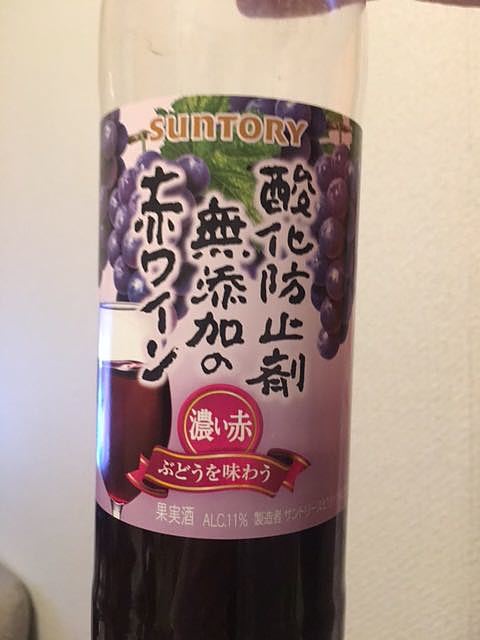 SUNTORY
酸化防止剤
無添加の
赤ワイン
濃い赤
ぶどうを味わう
果実酒 ALC.11% 製造者 サントリー